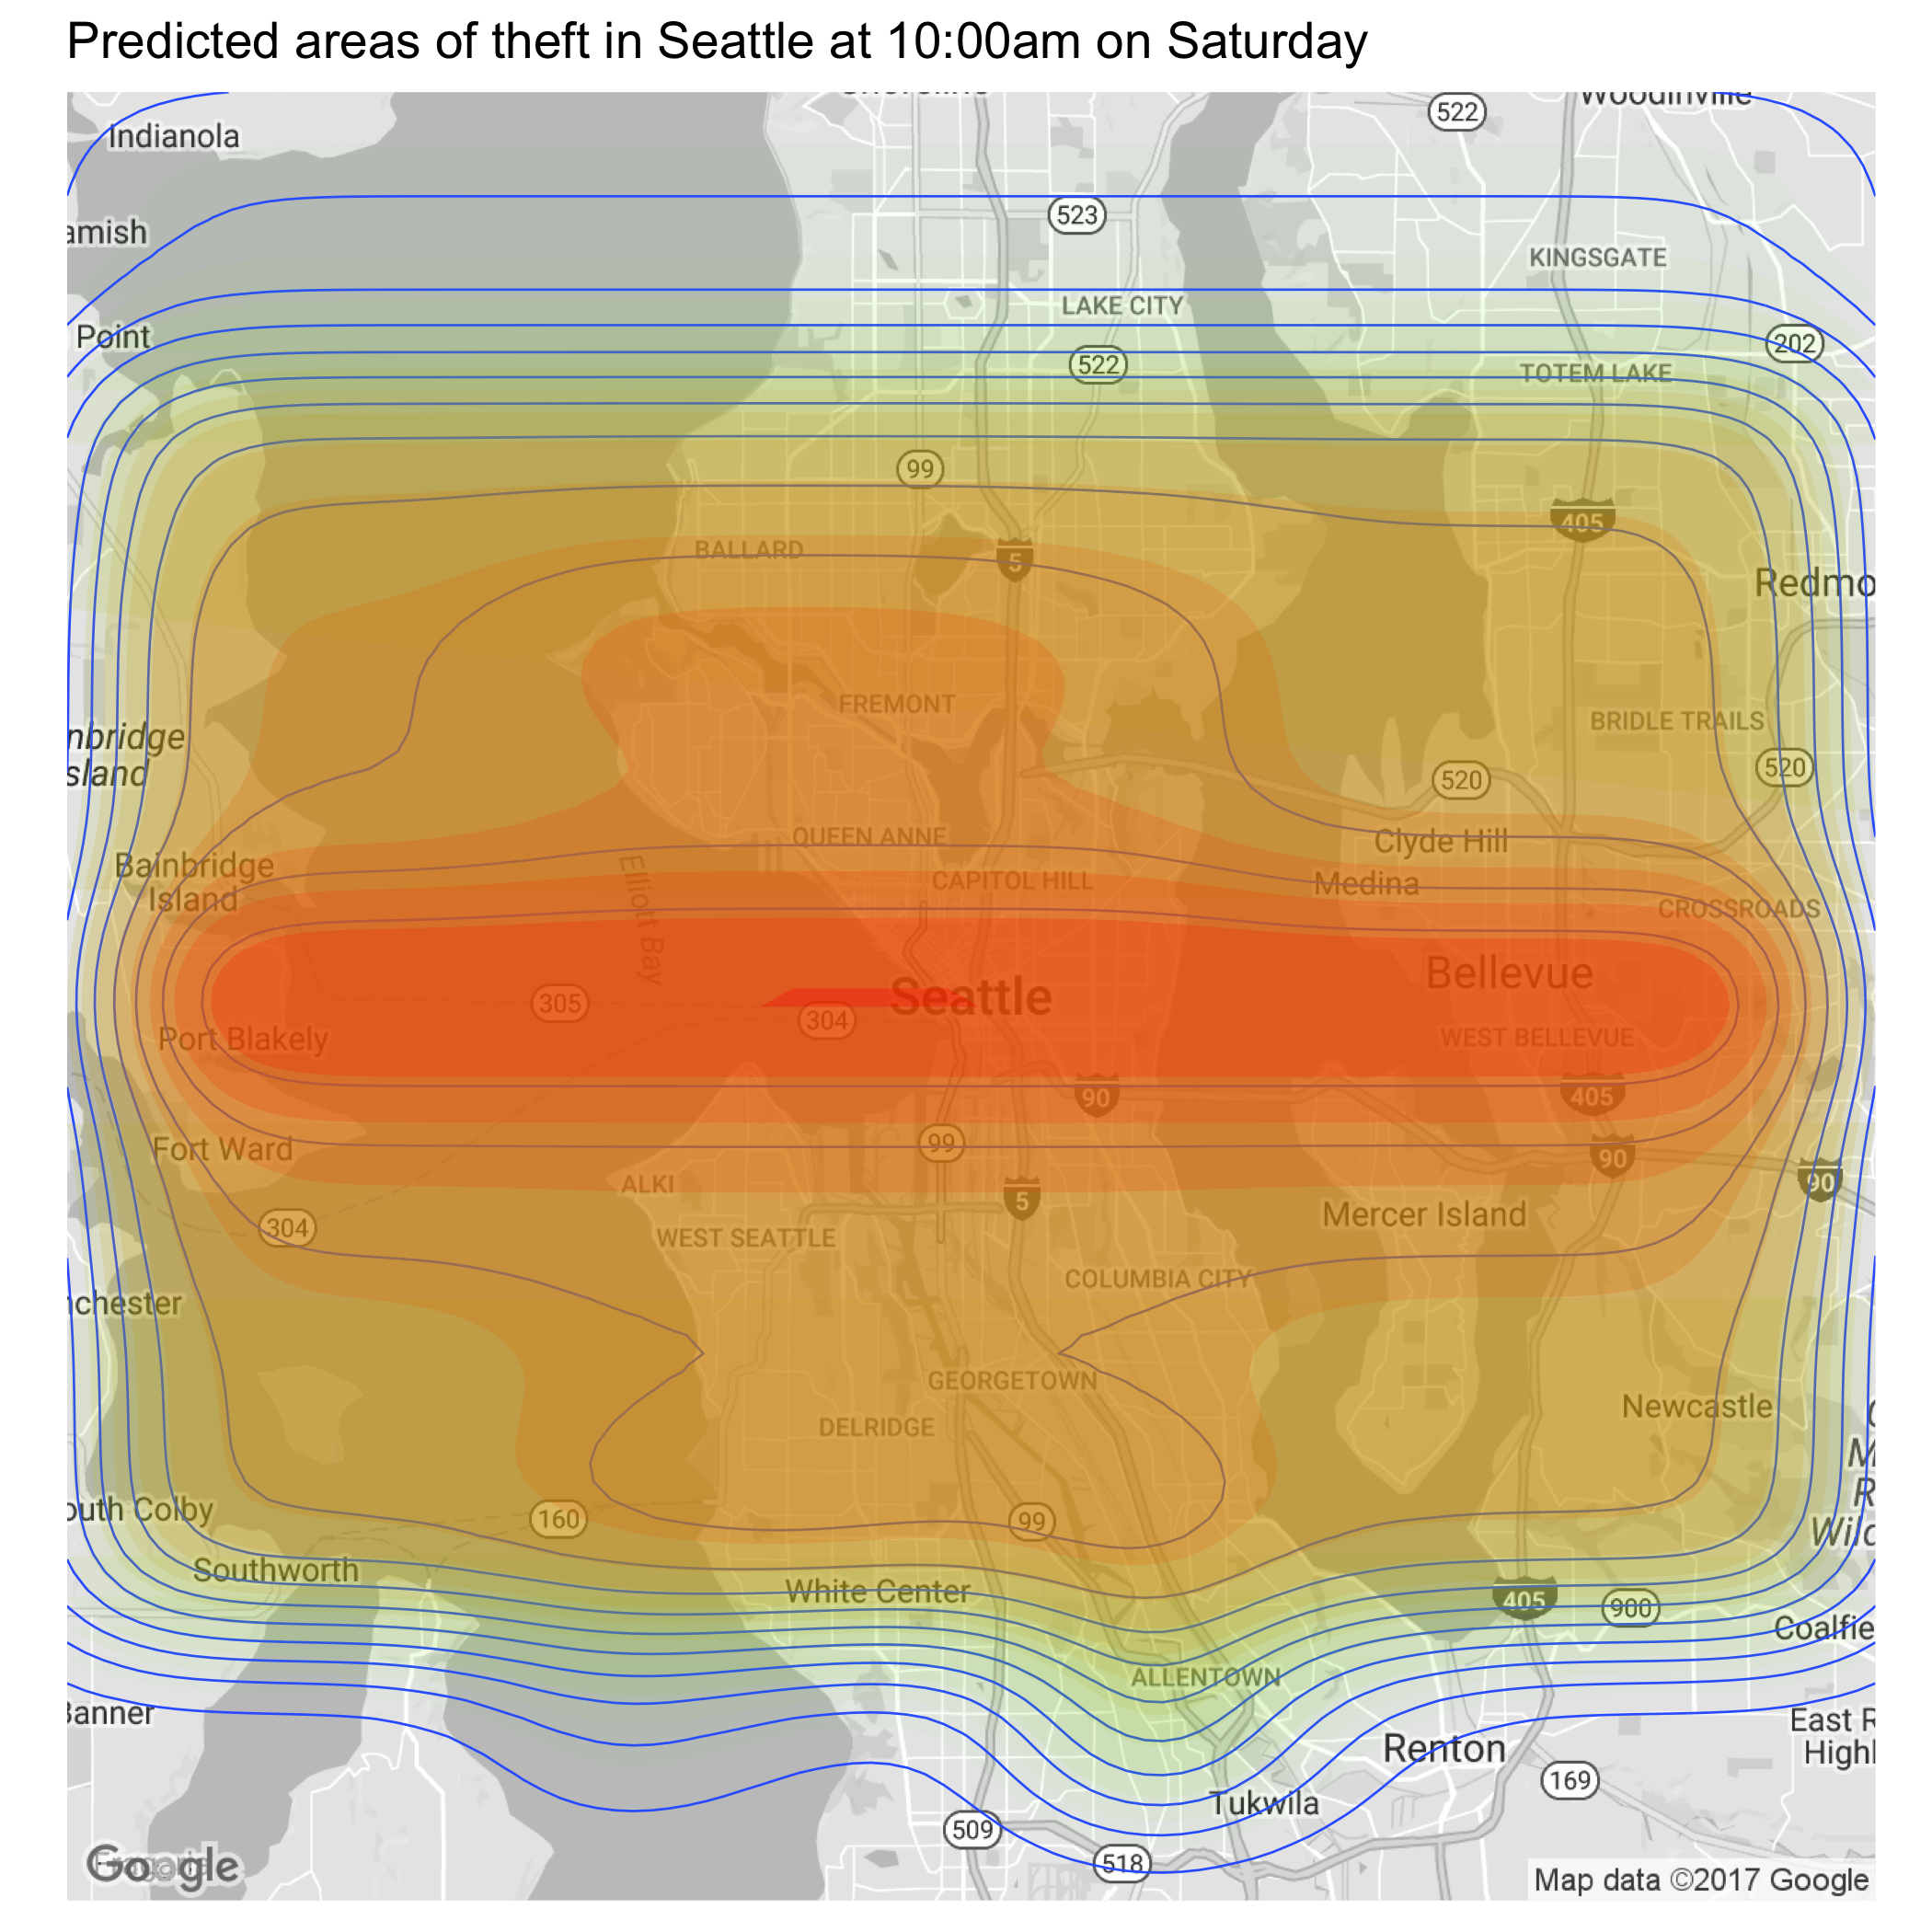 Predicted areas of theft in Seattle at 10:00am on Saturday
Woodinville
522
Indianola
523
amish
KINGSGATE
LAKE CITY
Point
202
522
TOTEM LAKE
99
405
BALLARD
5
Redmo
FREMONT
BRIDLE TRAILS
nbridge
sland
520
520
QUEEN ANNE
Clyde Hill
Bainbridge
Island
Elliott Bay
CAPITOL HILL
Medina
CROSSROADS
Bellevue
Seattle
305
304
Port Blakely
WEST BELLEVUE
90
405
99
Fort Ward
90
90
ALKI
5
Mercer Island
304
WEST SEATTLE
COLUMBIA CITY
nchester
GEORGETOWN
Newcastle
DELRIDGE
M
R
Wild
outh Colby
160
99
Southworth
White Center
405
900
Coalfie
ALLENTOWN
Banner
East R
Highl
Renton
169
Tukwila
509
518
Google
Map data ©2017 Google